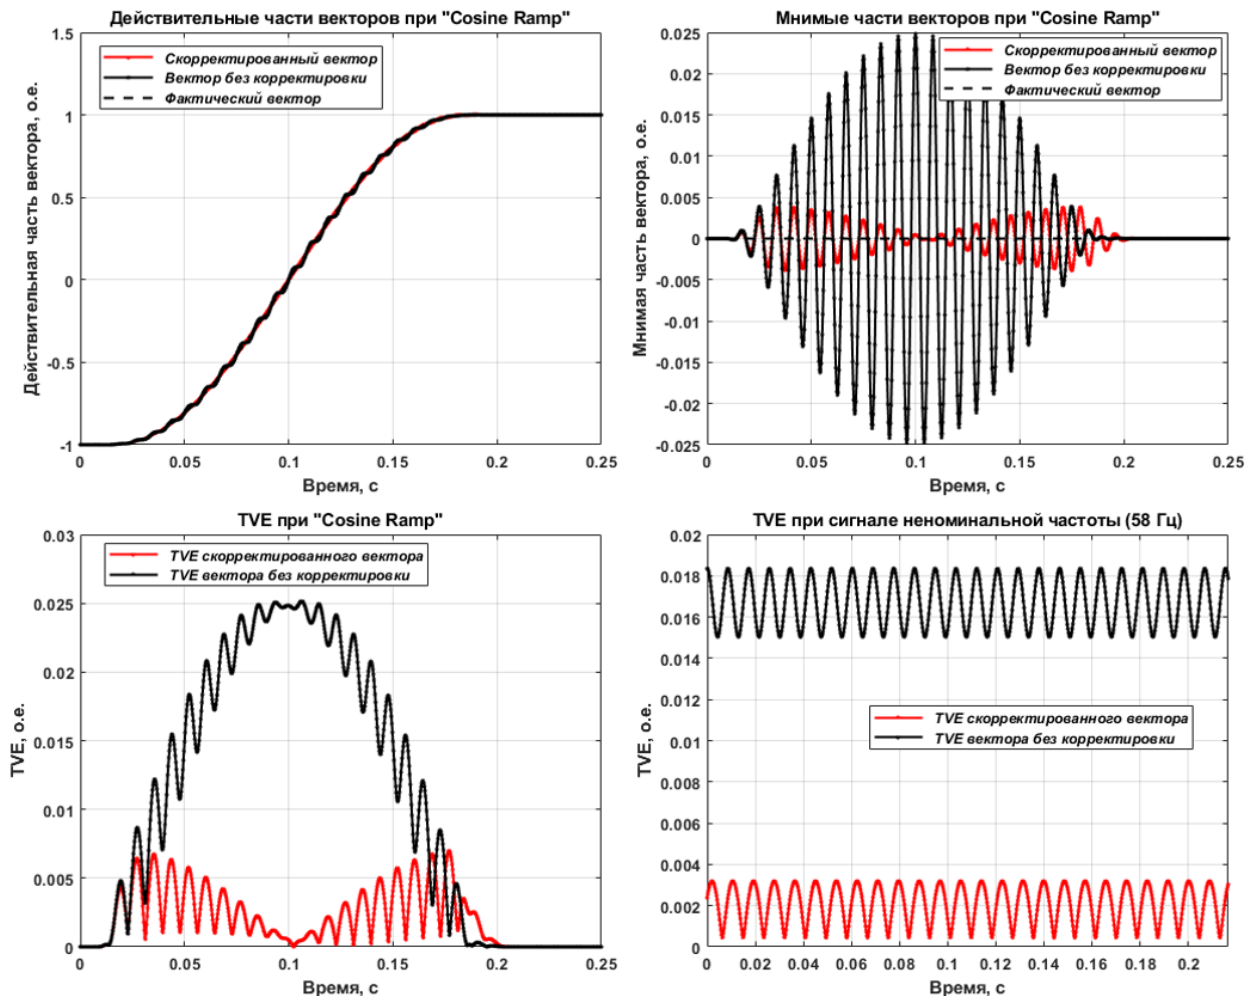 Действительные части векторов при "Cosine Ramp"
1.5
1
0.5
0
-0.5
-1
Действительная часть вектора, о.е.
Скорректированный вектор
Вектор без корректировки
Фактический вектор
0 0.05 0.1 0.15 0.2 0.25
Время, с
Мнимые части векторов при "Cosine Ramp"
0.025
0.02
0.015
0.01
0.005
0
-0.005
-0.01
-0.015
-0.02
-0.025
Мнимая часть вектора, о.е.
Скорректированный вектор
Вектор без корректировки
Фактический вектор
0 0.05 0.1 0.15 0.2 0.25
Время, с
TVE при "Cosine Ramp"
0.03
0.025
0.02
0.015
0.01
0.005
0
TVE, о.е.
TVE скорректированного вектора
TVE вектора без корректировки
0 0.05 0.1 0.15 0.2 0.25
Время, с
TVE при сигнале неноминальной частоты (58 Гц)
0.02
0.018
0.016
0.014
0.012
0.01
0.008
0.006
0.004
0.002
0
TVE, о.е.
TVE скорректированного вектора
TVE вектора без корректировки
0 0.02 0.04 0.06 0.08 0.1 0.12 0.14 0.16 0.18 0.2
Время, с